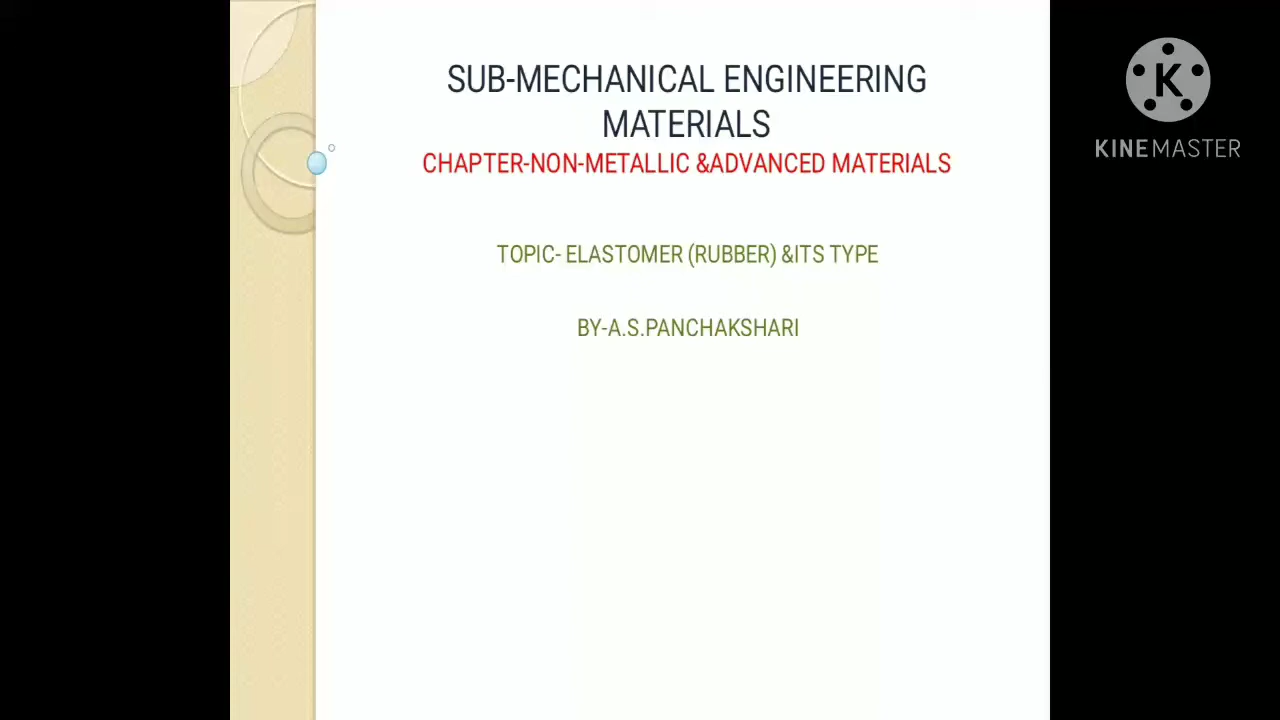 SUB-MECHANICAL ENGINEERING
MATERIALS
CHAPTER-NON-METALLIC &ADVANCED MATERIALS
TOPIC- ELASTOMER (RUBBER) &ITS TYPE
BY-A.S.PANCHAKSHARI
K
KINEMASTER